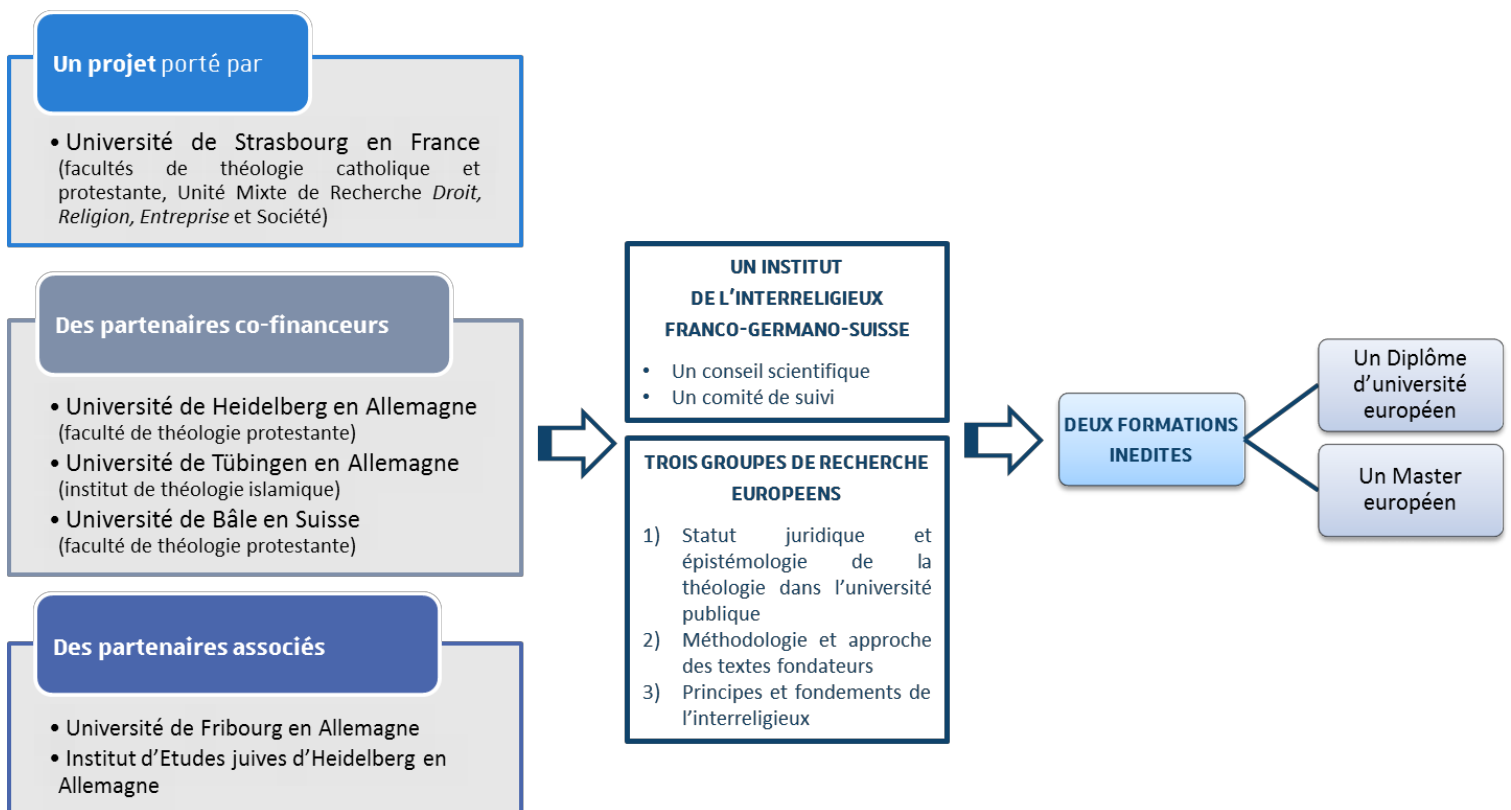 Un projet porté par
• Université de Strasbourg en France
(facultés de théologie catholique et
protestante, Unité Mixte de Recherche Droit,
Religion, Entreprise et Société)
Des partenaires co-financeurs
• Université de Heidelberg en Allemagne
(faculté de théologie protestante)
• Université de Tübingen en Allemagne
(institut de théologie islamique)
• Université de Bâle en Suisse
(faculté de théologie protestante)
Des partenaires associés
• Université de Fribourg en Allemagne
• Institut d’Etudes juives d’Heidelberg en
Allemagne
UN INSTITUT
DE L’INTERRELIGIEUX
FRANCO-GERMANO-SUISSE
• Un conseil scientifique
• Un comité de suivi
TROIS GROUPES DE RECHERCHE
EUROPEENS
1) Statut juridique et
épistémologie de la
théologie dans l’université
publique
2) Méthodologie et approche
des textes fondateurs
3) Principes et fondements de
l’interreligieux
DEUX FORMATIONS
INEDITES
Un Diplôme
d’université
européen
Un Master
européen